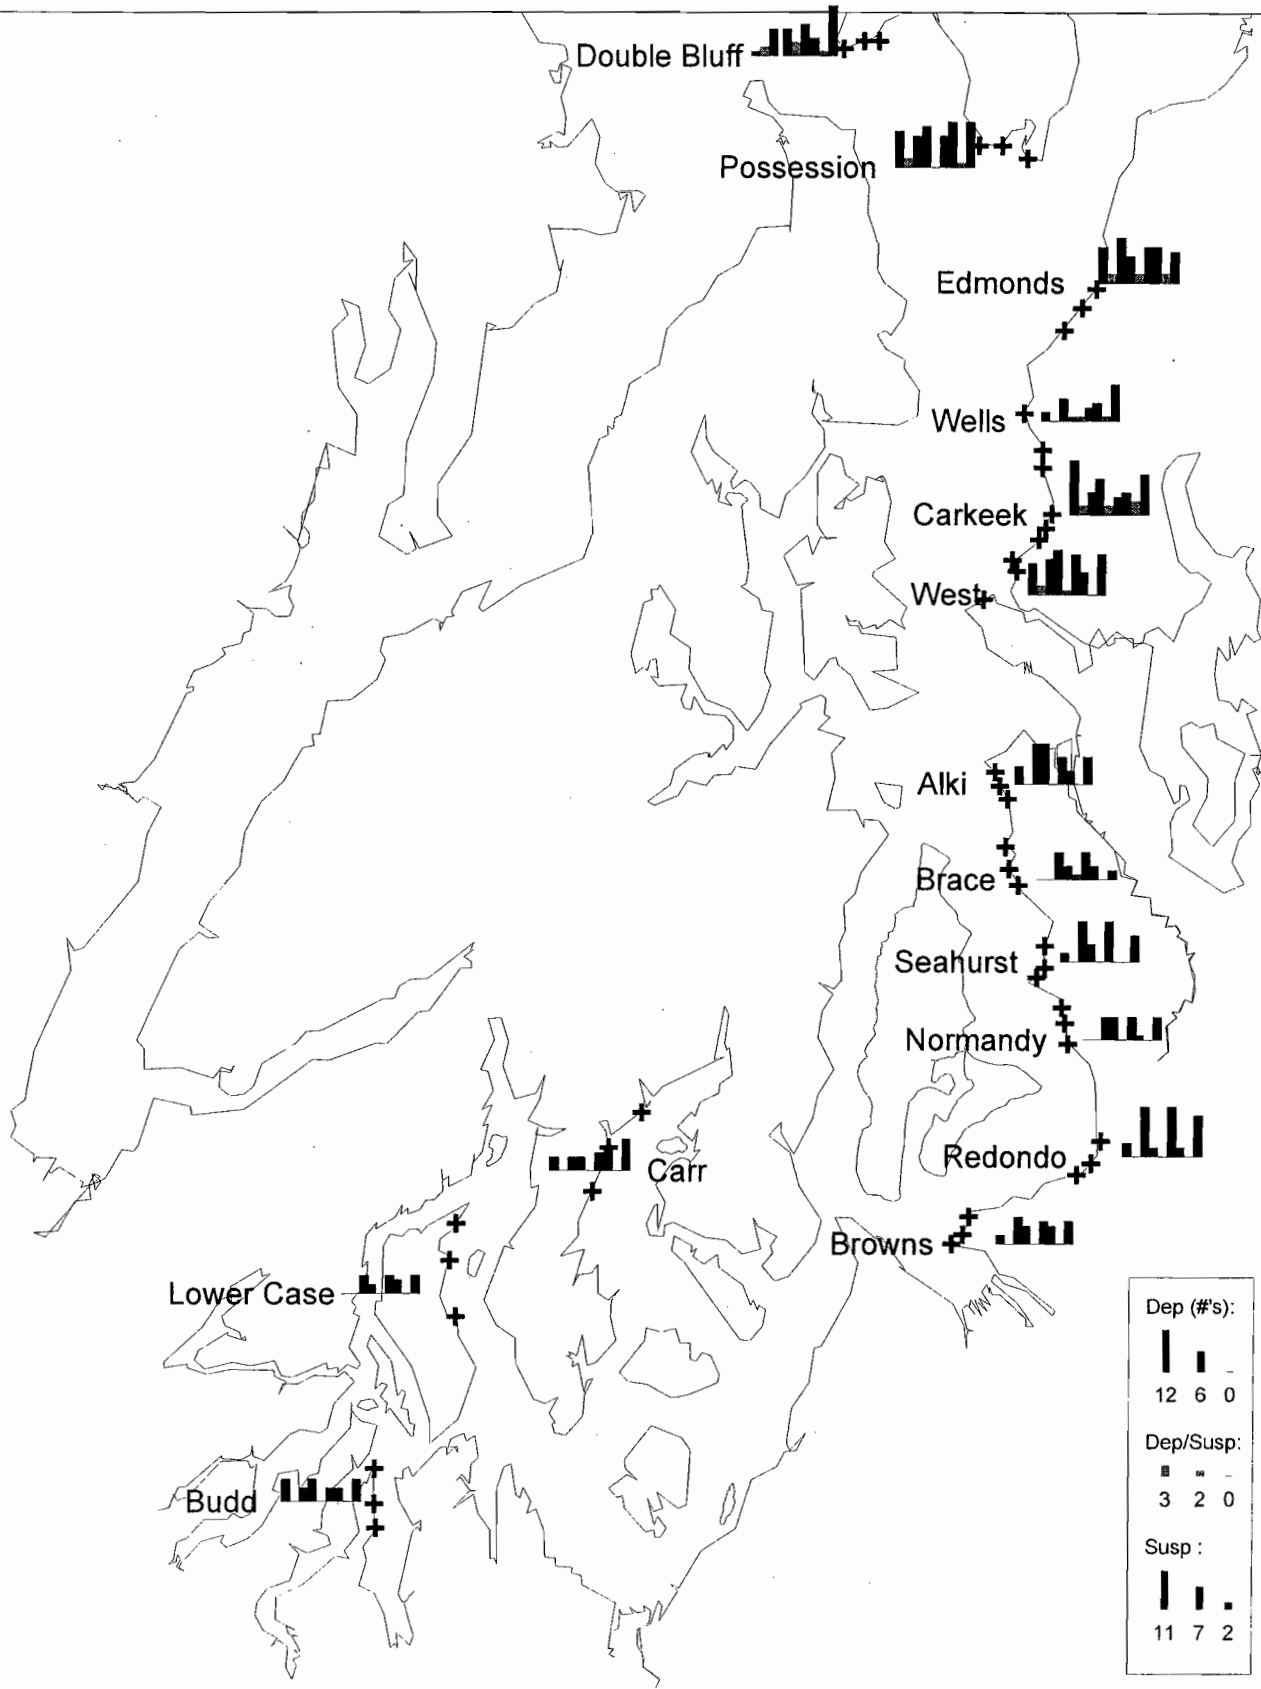 Double Bluff
Possession
Edmonds
Wells
Carkeek
West
Alki
Brace
Seahurst
Normandy
Redondo
Carr
Browns
Lower Case
Budd
Dep (#'s):
12 6 0
Dep/Susp:
3 2 0
Susp :
11 7 2